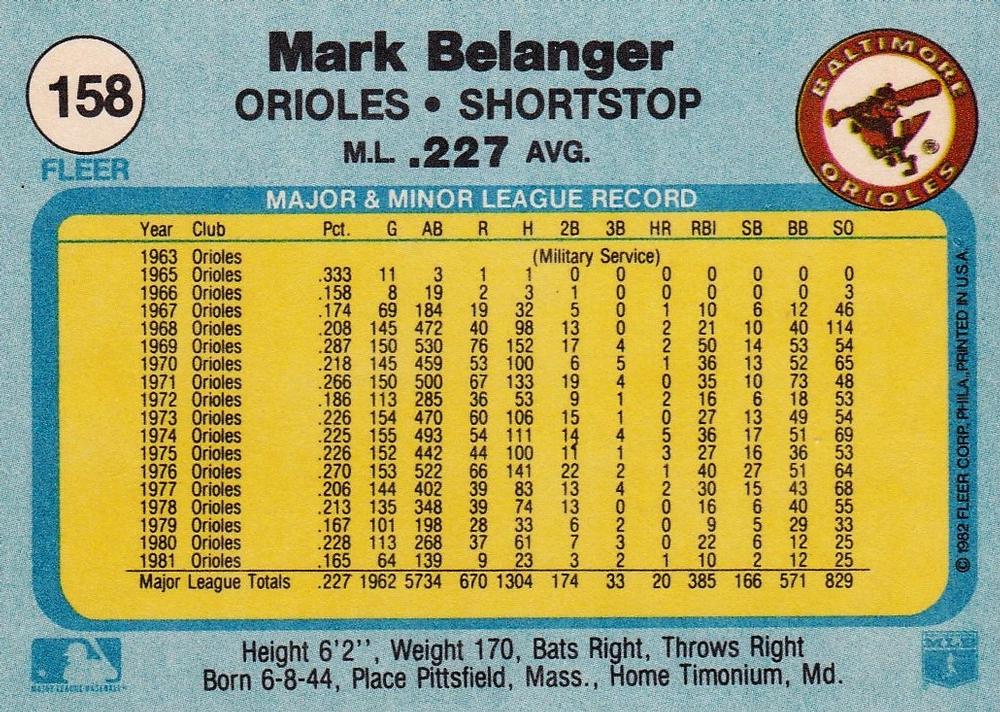 158
FLEER
Mark Belanger
ORIOLES • SHORTSTOP
M.L. .227 AVG.
BALTIMORE
ORIOLES
®
MAJOR & MINOR LEAGUE RECORD
Year Club Pct. G AB R H 2B 3B HR RBI SB BB SO
1963 Orioles (Military Service)
1965 Orioles .333 11 3 1 1 0 0 0 0 0 0 0
1966 Orioles .158 8 19 2 3 1 0 0 0 0 0 3
1967 Orioles .174 69 184 19 32 5 0 1 10 6 12 46
1968 Orioles .208 145 472 40 98 13 0 2 21 10 40 114
1969 Orioles .287 150 530 76 152 17 4 2 50 14 53 54
1970 Orioles .218 145 459 53 100 6 5 1 36 13 52 65
1971 Orioles .266 150 500 67 133 19 4 0 35 10 73 48
1972 Orioles .186 113 285 36 53 9 1 2 16 6 18 53
1973 Orioles .226 154 470 60 106 15 1 0 27 13 49 54
1974 Orioles .225 155 493 54 111 14 4 5 36 17 51 69
1975 Orioles .226 152 442 44 100 11 1 3 27 16 36 53
1976 Orioles .270 153 522 66 141 22 2 1 40 27 51 64
1977 Orioles .206 144 402 39 83 13 4 2 30 15 43 68
1978 Orioles .213 135 348 39 74 13 0 0 16 6 40 55
1979 Orioles .167 101 198 28 33 6 2 0 9 5 29 33
1980 Orioles .228 113 268 37 61 7 3 0 22 6 12 25
1981 Orioles .165 64 139 9 23 3 2 1 10 2 12 25
Major League Totals .227 1962 5734 670 1304 174 33 20 385 166 571 829
© 1982 FLEER CORP., PHILA., PRINTED IN U.S.A.
MAJOR LEAGUE BASEBALL
Height 6'2'', Weight 170, Bats Right, Throws Right
Born 6-8-44, Place Pittsfield, Mass., Home Timonium, Md.